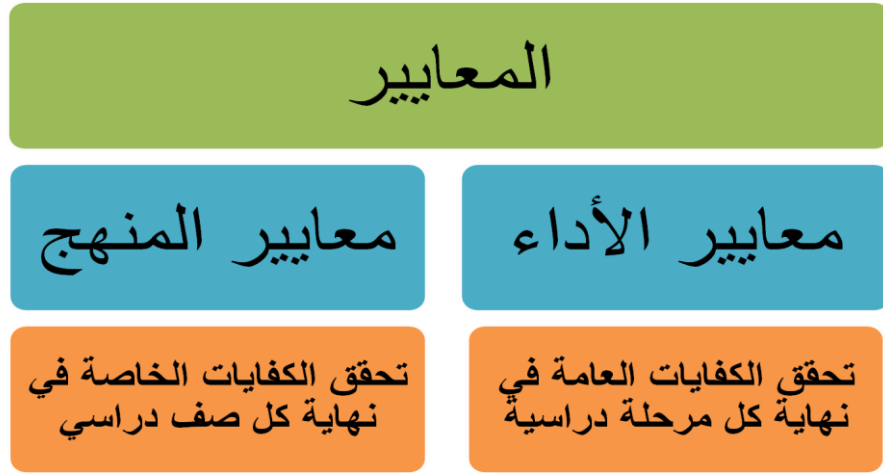 المعايير
معايير الأداء
معايير المنهج
تحقق الكفايات العامة في
نهاية كل مرحلة دراسية
تحقق الكفايات الخاصة في
نهاية كل صف دراسي